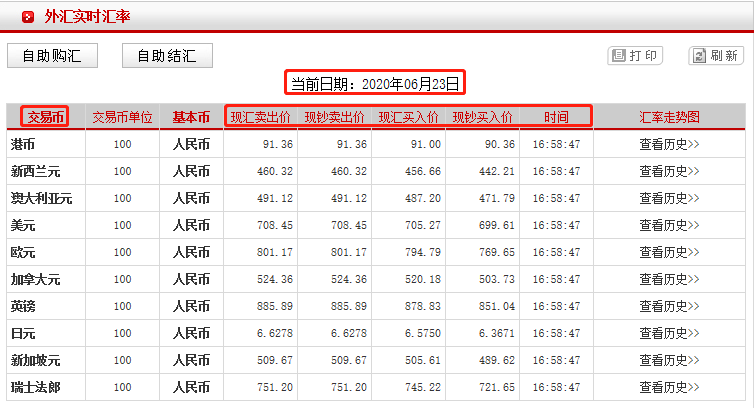 外汇实时汇率
自助购汇 自助结汇 打印 刷新
当前日期：2020年06月23日
交易币 交易币单位 基本币 现汇卖出价 现钞卖出价 现汇买入价 现钞买入价 时间 汇率走势图
港币 100 人民币 91.36 91.36 91.00 90.36 16:58:47 查看历史>>
新西兰元 100 人民币 460.32 460.32 456.66 442.21 16:58:47 查看历史>>
澳大利亚元 100 人民币 491.12 491.12 487.20 471.79 16:58:47 查看历史>>
美元 100 人民币 708.45 708.45 705.27 699.61 16:58:47 查看历史>>
欧元 100 人民币 801.17 801.17 794.79 769.65 16:58:47 查看历史>>
加拿大元 100 人民币 524.36 524.36 520.18 503.73 16:58:47 查看历史>>
英镑 100 人民币 885.89 885.89 878.83 851.04 16:58:47 查看历史>>
日元 100 人民币 6.6278 6.6278 6.5750 6.3671 16:58:47 查看历史>>
新加坡元 100 人民币 509.67 509.67 505.61 489.62 16:58:47 查看历史>>
瑞士法郎 100 人民币 751.20 751.20 745.22 721.65 16:58:47 查看历史>>